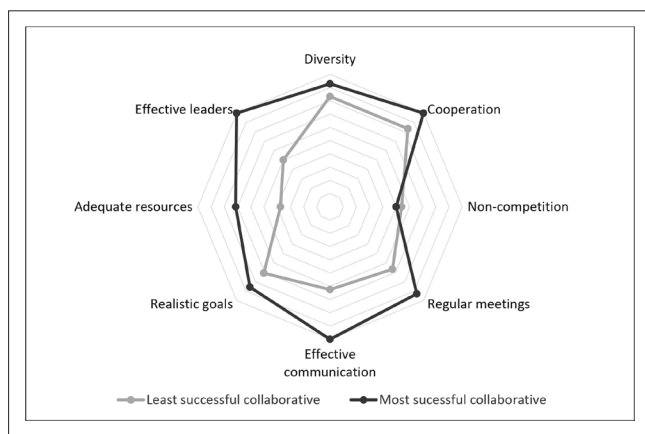 Diversity
Effective leaders
Cooperation
Adequate resources
Non-competition
Realistic goals
Regular meetings
Effective
communication
Least successful collaborative
Most sucessful collaborative